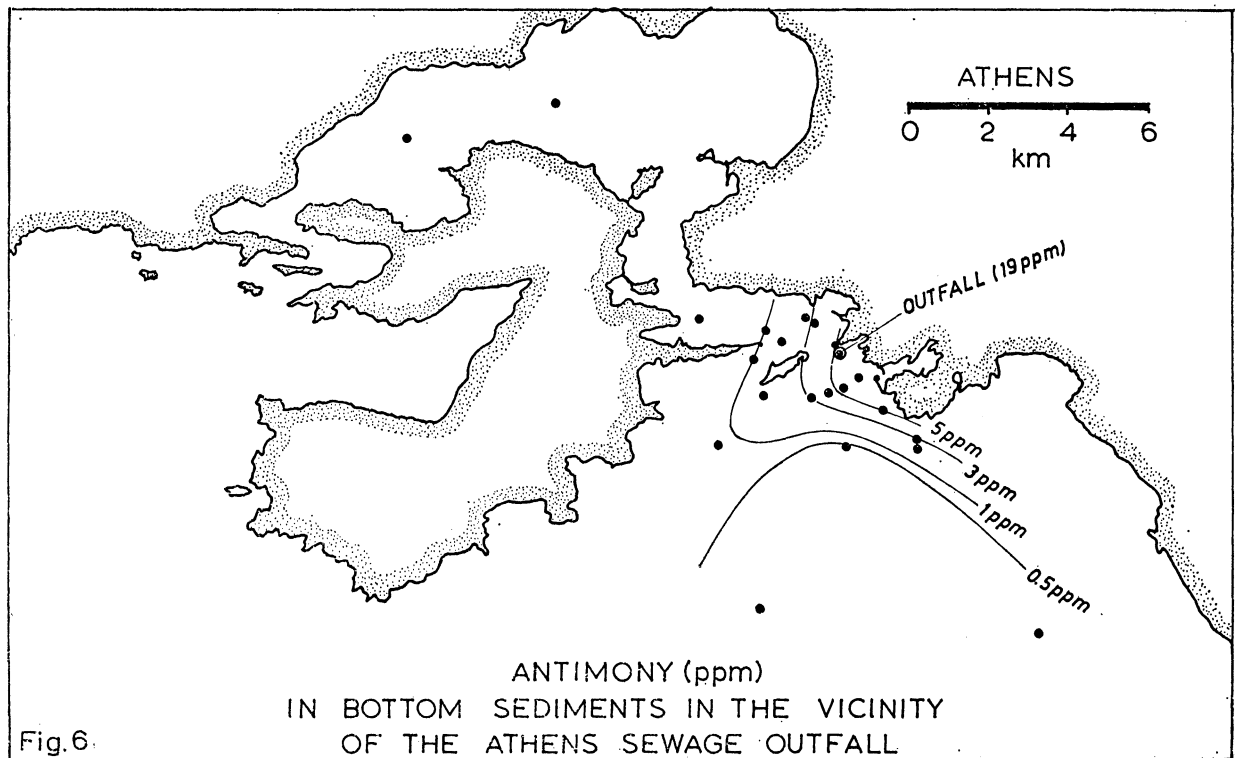 ATHENS
0 2 4 6
km
OUTFALL (19ppm)
5ppm
3ppm
1ppm
0.5ppm
ANTIMONY (ppm)
IN BOTTOM SEDIMENTS IN THE VICINITY
OF THE ATHENS SEWAGE OUTFALL
Fig.6.